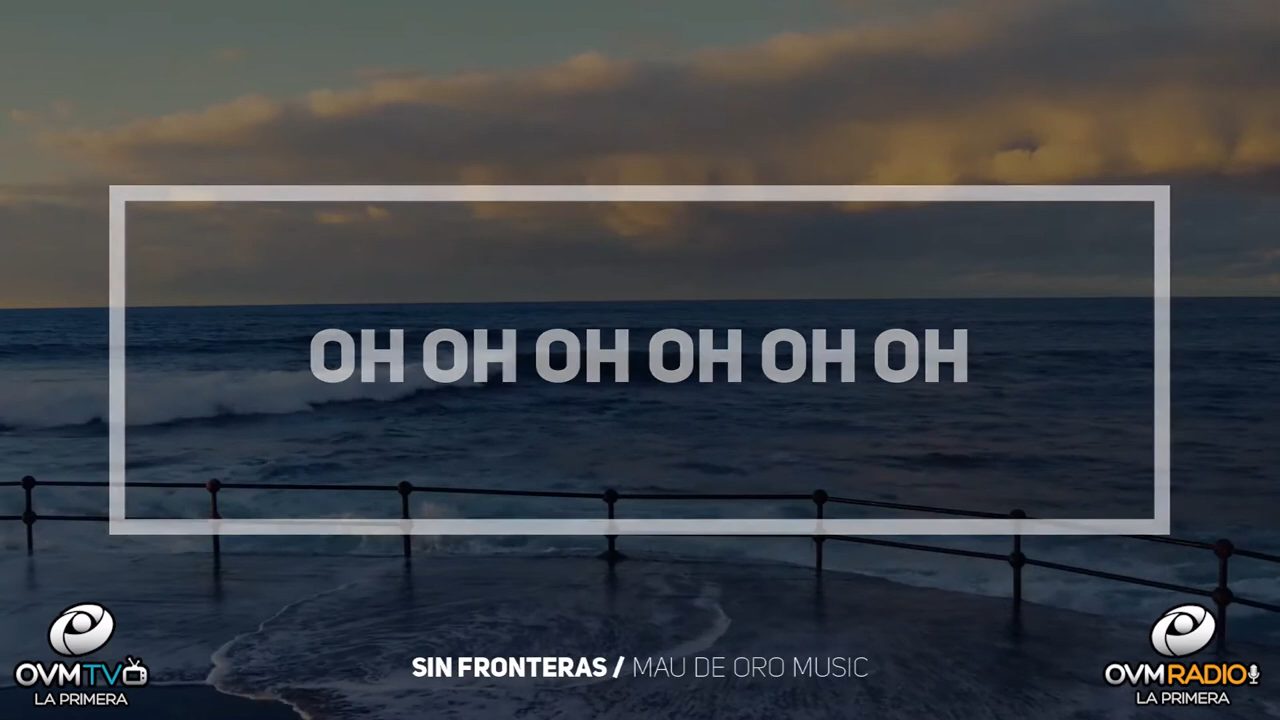 OH OH OH OH OH OH
SIN FRONTERAS / MAU DE ORO MUSIC
OVMTV
LA PRIMERA
OVMRADIO
LA PRIMERA